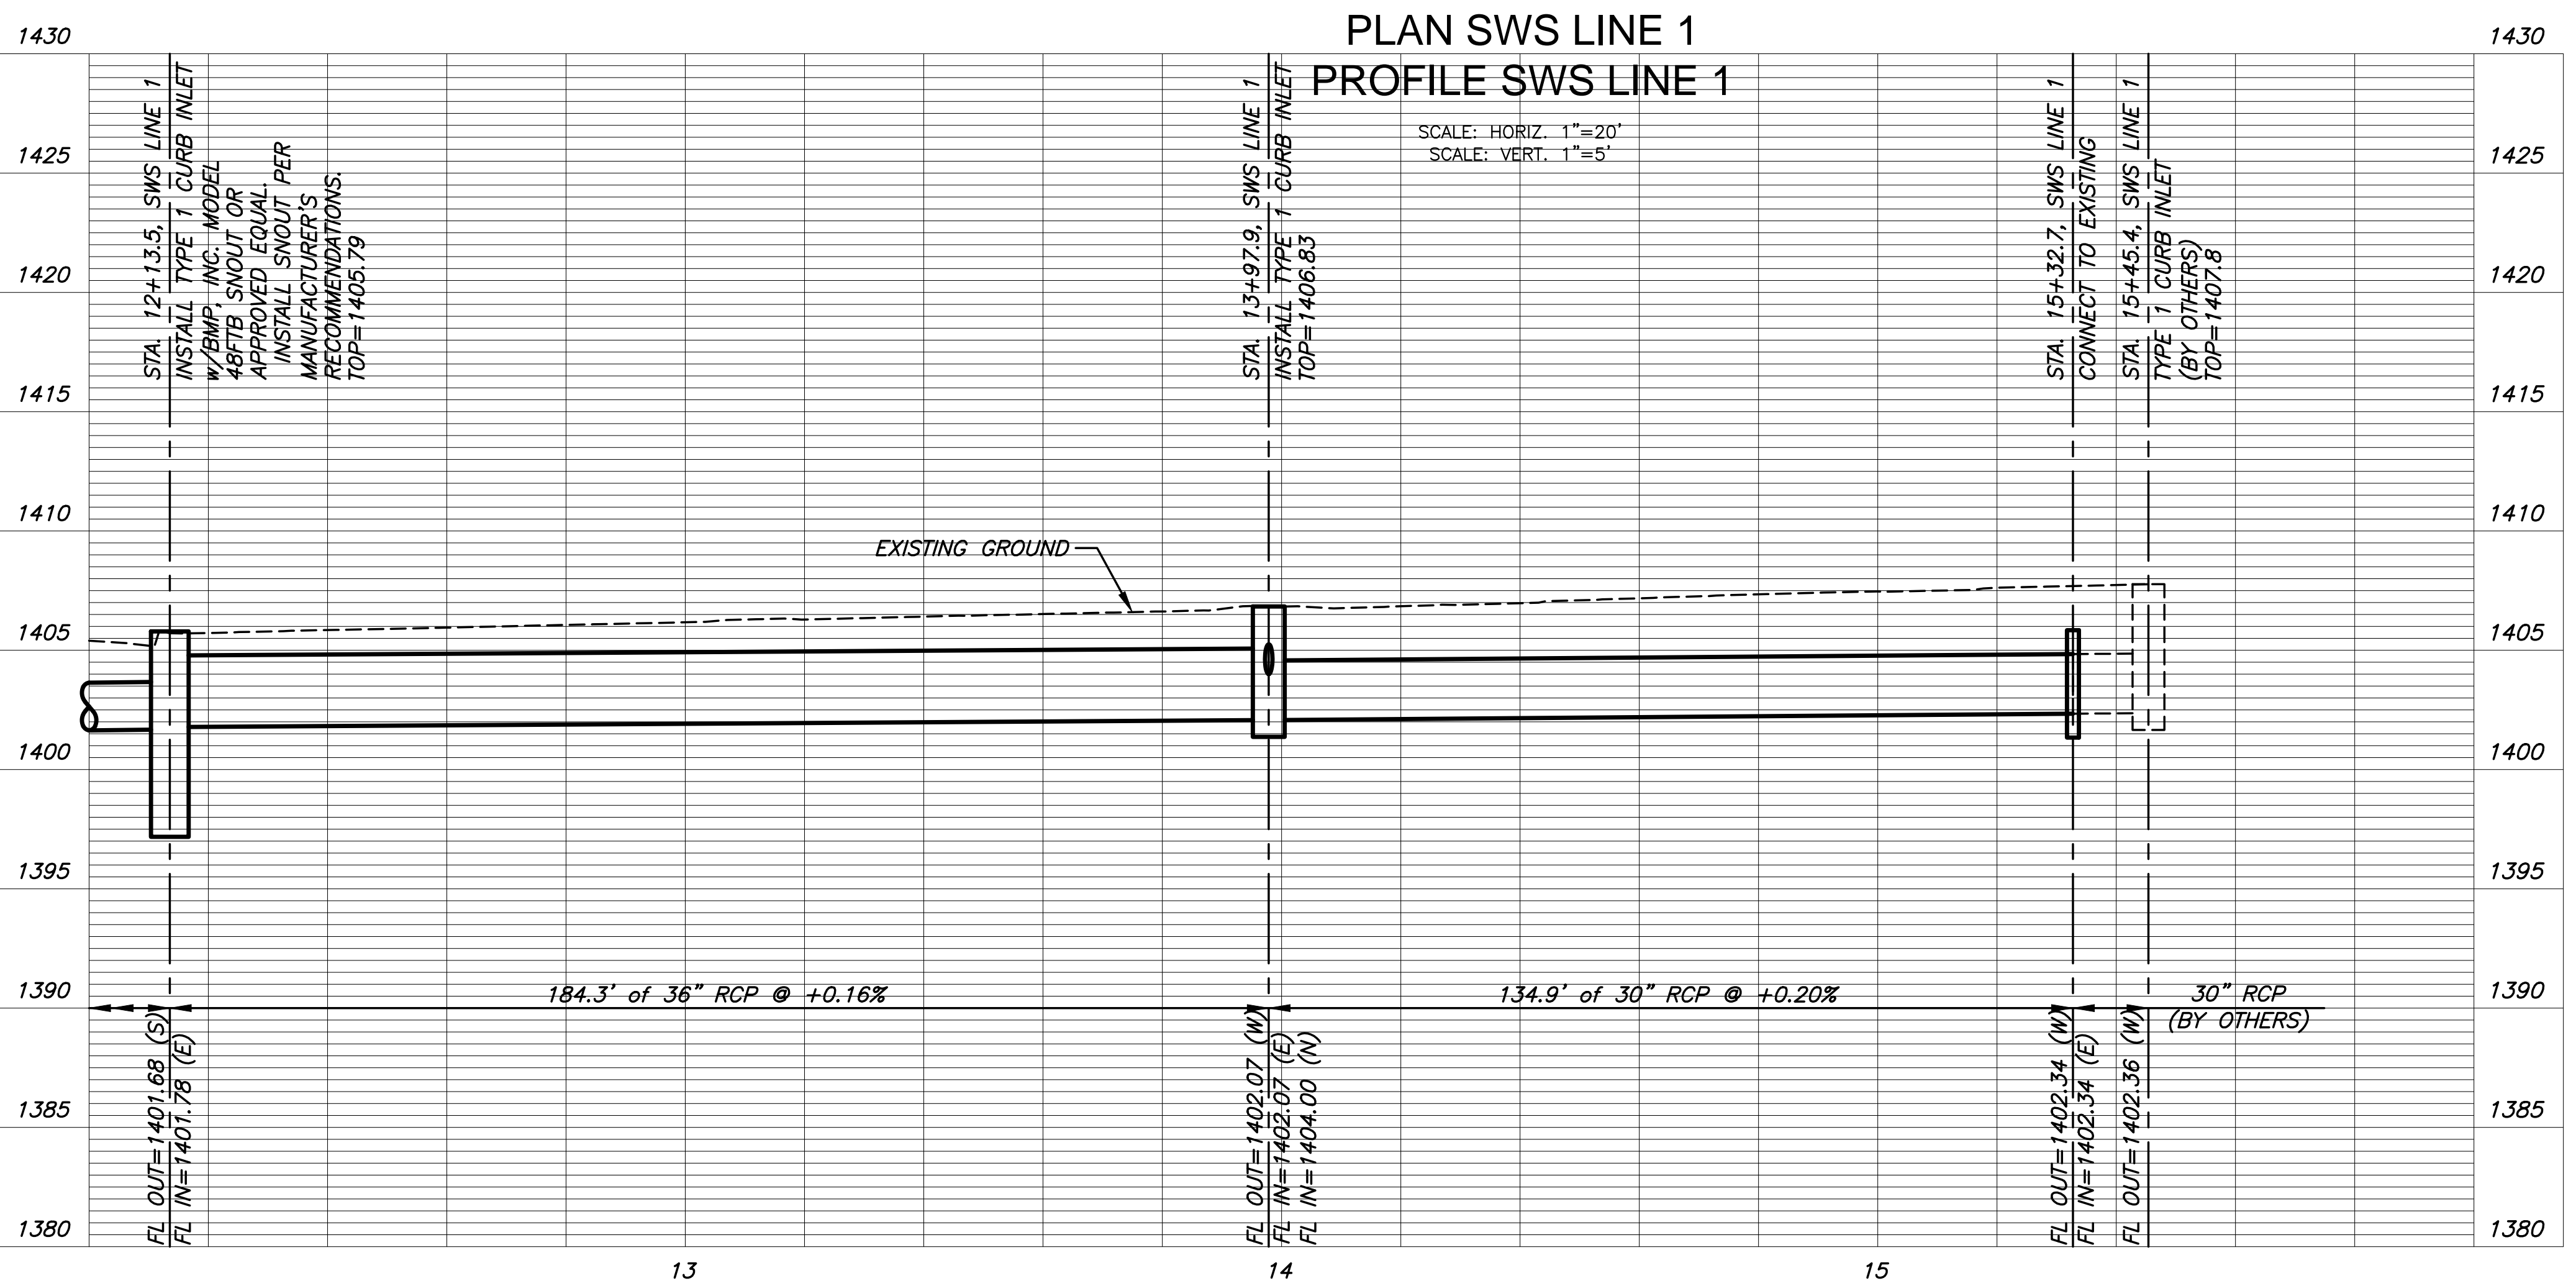 PLAN SWS LINE 1
PROFILE SWS LINE 1
SCALE: HORIZ. 1"=20'
SCALE: VERT. 1"=5'
1430
1425
1420
1415
1410
1405
1400
1395
1390
1385
1380
STA. 12+13.5, SWS LINE 1
INSTALL TYPE 1 CURB INLET
W/BMP, INC. MODEL
48FTB SNOUT OR
APPROVED EQUAL.
INSTALL SNOUT PER
MANUFACTURER'S
RECOMMENDATIONS.
TOP=1405.79
STA. 13+97.9, SWS LINE 1
INSTALL TYPE 1 CURB INLET
TOP=1406.83
STA. 15+32.7, SWS LINE 1
CONNECT TO EXISTING
STA. 15+45.4, SWS LINE 1
TYPE 1 CURB INLET
(BY OTHERS)
TOP=1407.8
1430
1425
1420
1415
1410
1405
1400
1395
1390
1385
1380
EXISTING GROUND
184.3' of 36" RCP @ +0.16%
134.9' of 30" RCP @ +0.20%
30" RCP
(BY OTHERS)
FL OUT=1401.68 (S)
FL IN=1401.78 (E)
FL OUT=1402.07 (W)
FL IN=1402.07 (E)
FL IN=1404.00 (N)
FL OUT=1402.34 (W)
FL IN=1402.34 (E)
FL OUT=1402.36 (W)
13
14
15